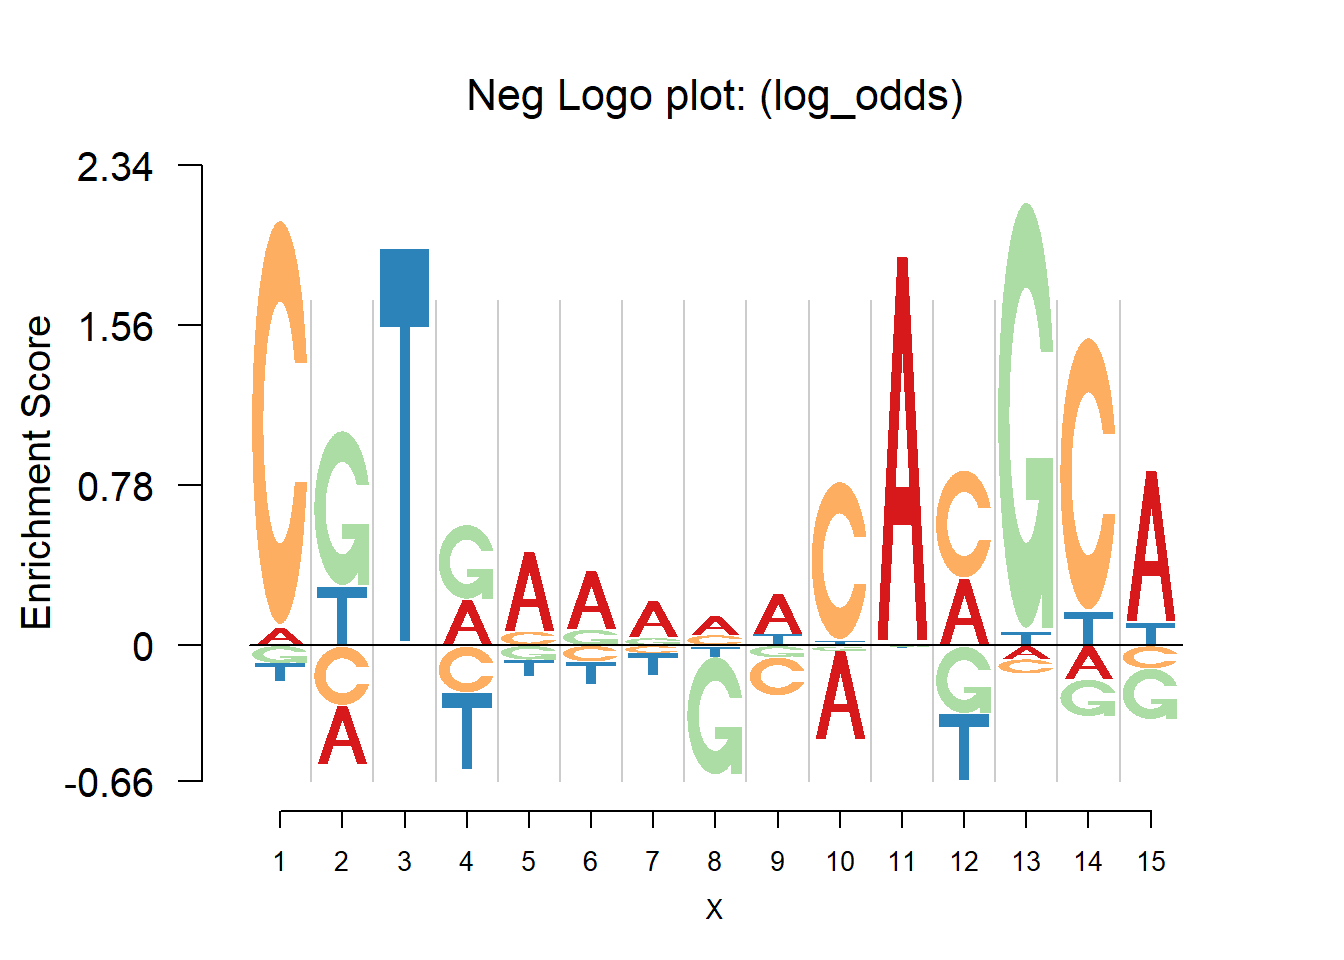 Neg Logo plot: (log_odds)
Enrichment Score
2.34
1.56
0.78
0
-0.66
C A G T
G T C A
T
G A C T
A C G T
A G C T
A G C T
A C T G
A T G C
C T G A
A G
C A G T
G T A C
C T A G
A T C G
1 2 3 4 5 6 7 8 9 10 11 12 13 14 15
X